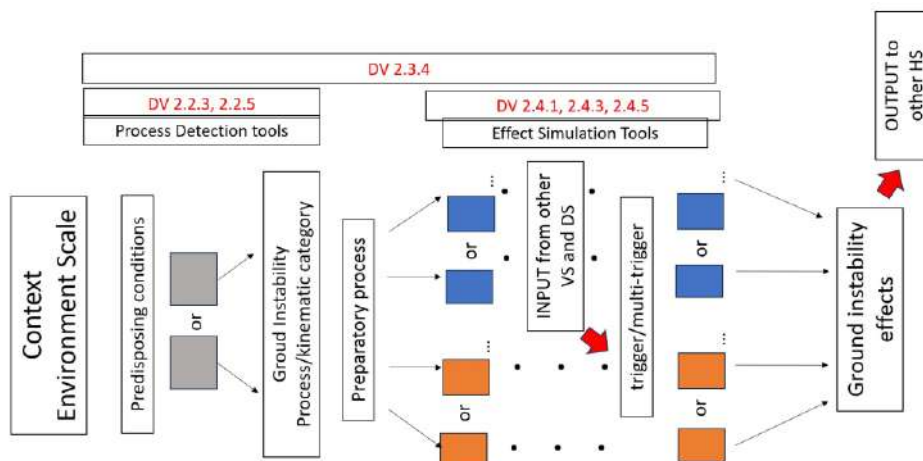 DV 2.3.4
DV 2.2.3, 2.2.5
Process Detection tools
DV 2.4.1, 2.4.3, 2.4.5
Effect Simulation Tools
OUTPUT to
other HS
Context
Environment Scale
Predisposing conditions
or
Groud Instability
Process/kinematic category
Preparatory process
...
or
...
or
INPUT from other
VS and DS
trigger/multi-trigger
...
or
...
or
Ground instability
effects